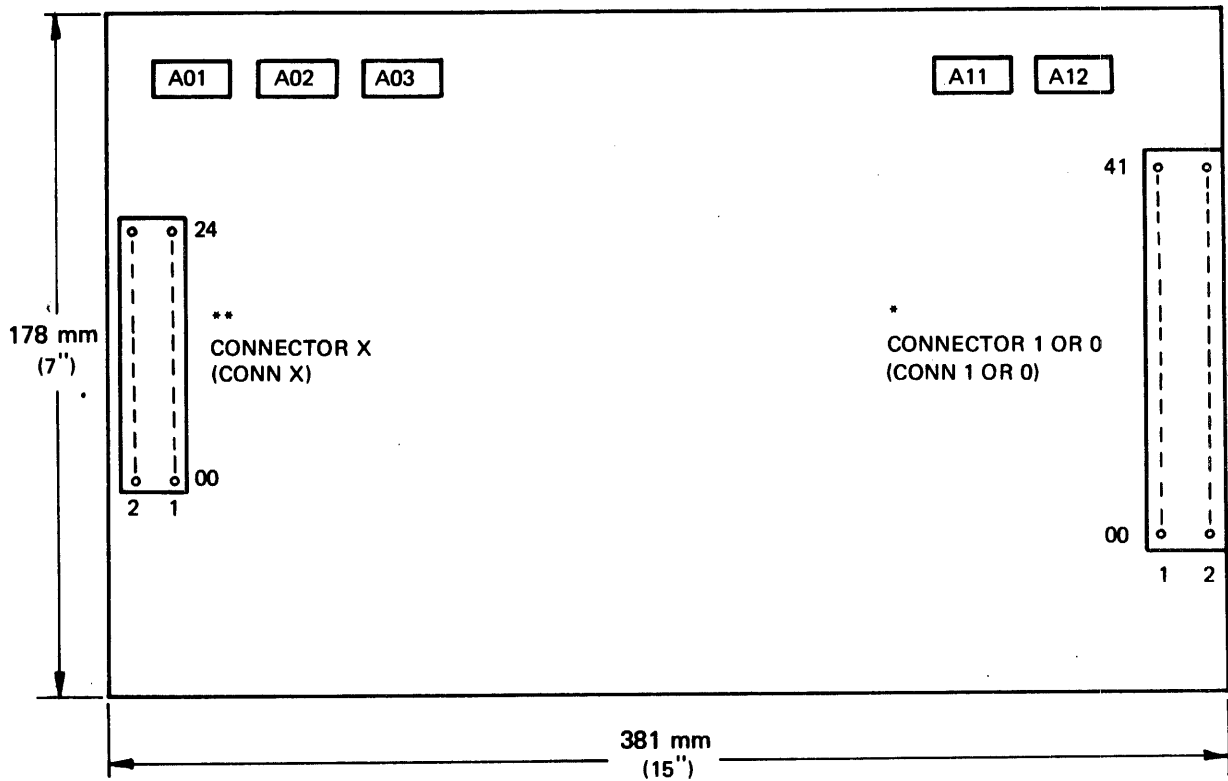 A01 A02 A03 A11 A12
41
24
**
CONNECTOR X
(CONN X)
*
CONNECTOR 1 OR 0
(CONN 1 OR 0)
178 mm
(7")
00
2 1
00
1 2
381 mm
(15")